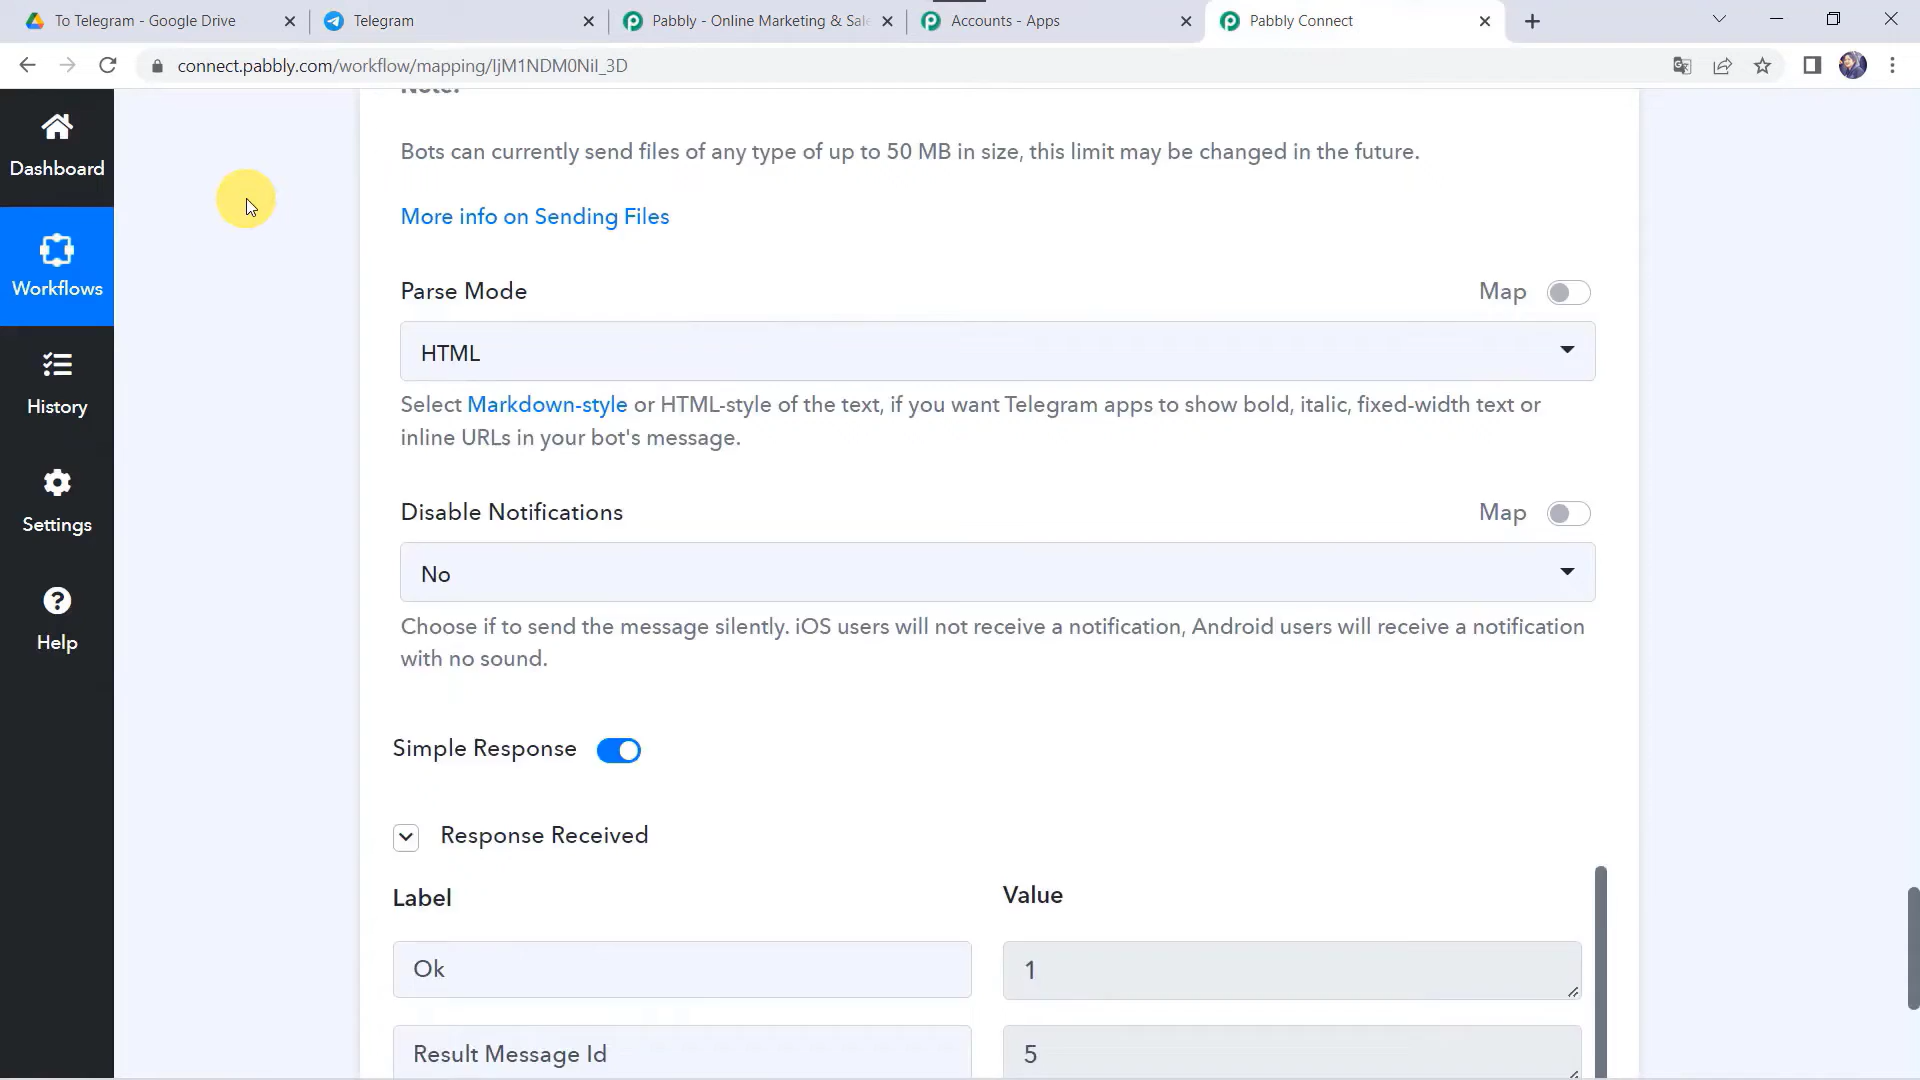 To Telegram - Google Drive
Telegram
Pabbly - Online Marketing & Sale
Accounts - Apps
Pabbly Connect
connect.pabbly.com/workflow/mapping/IjM1NDM0NiI_3D
Dashboard
Workflows
History
Settings
Help
Note:
Bots can currently send files of any type of up to 50 MB in size, this limit may be changed in the future.
More info on Sending Files
Parse Mode
Map
HTML
Select Markdown-style or HTML-style of the text, if you want Telegram apps to show bold, italic, fixed-width text or
inline URLs in your bot's message.
Disable Notifications
Map
No
Choose if to send the message silently. iOS users will not receive a notification, Android users will receive a notification
with no sound.
Simple Response
Response Received
Label
Value
Ok
1
Result Message Id
5